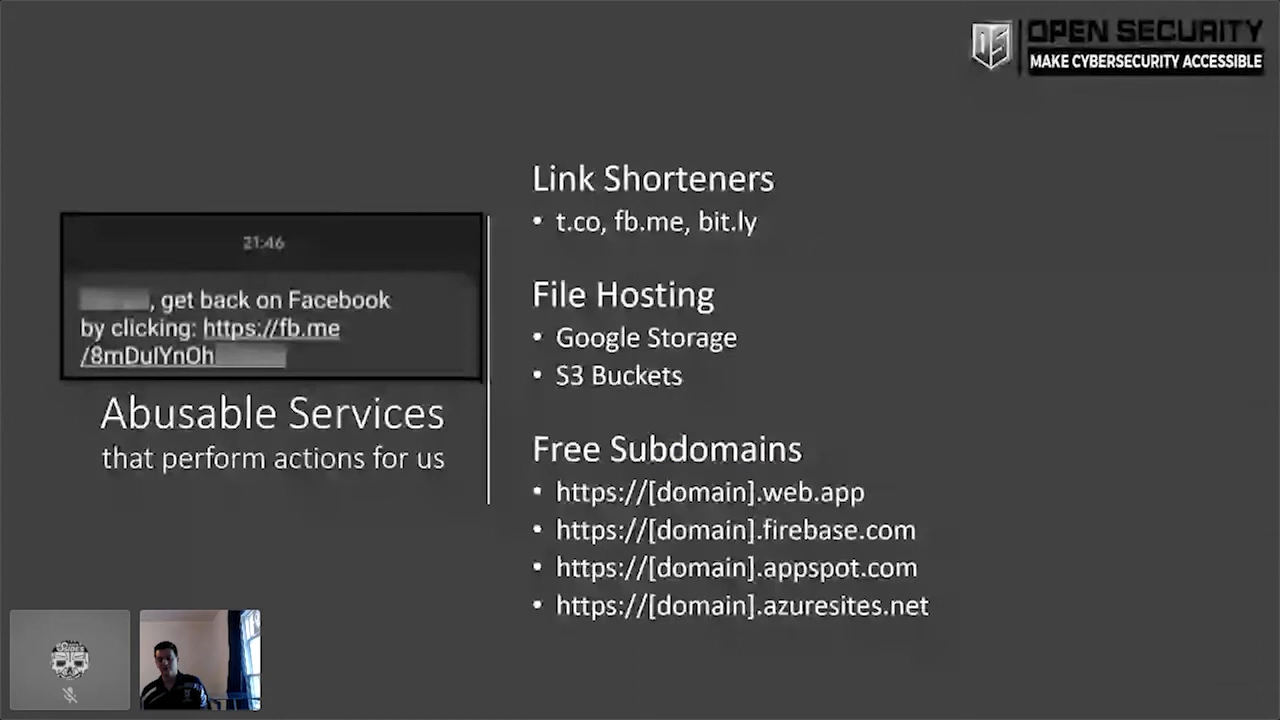 OPEN SECURITY
MAKE CYBERSECURITY ACCESSIBLE
21:46
, get back on Facebook
by clicking: https://fb.me
/8mDulYnOh
Abusable Services
that perform actions for us
Link Shorteners
• t.co, fb.me, bit.ly
File Hosting
• Google Storage
• S3 Buckets
Free Subdomains
• https://[domain].web.app
• https://[domain].firebase.com
• https://[domain].appspot.com
• https://[domain].azuresites.net